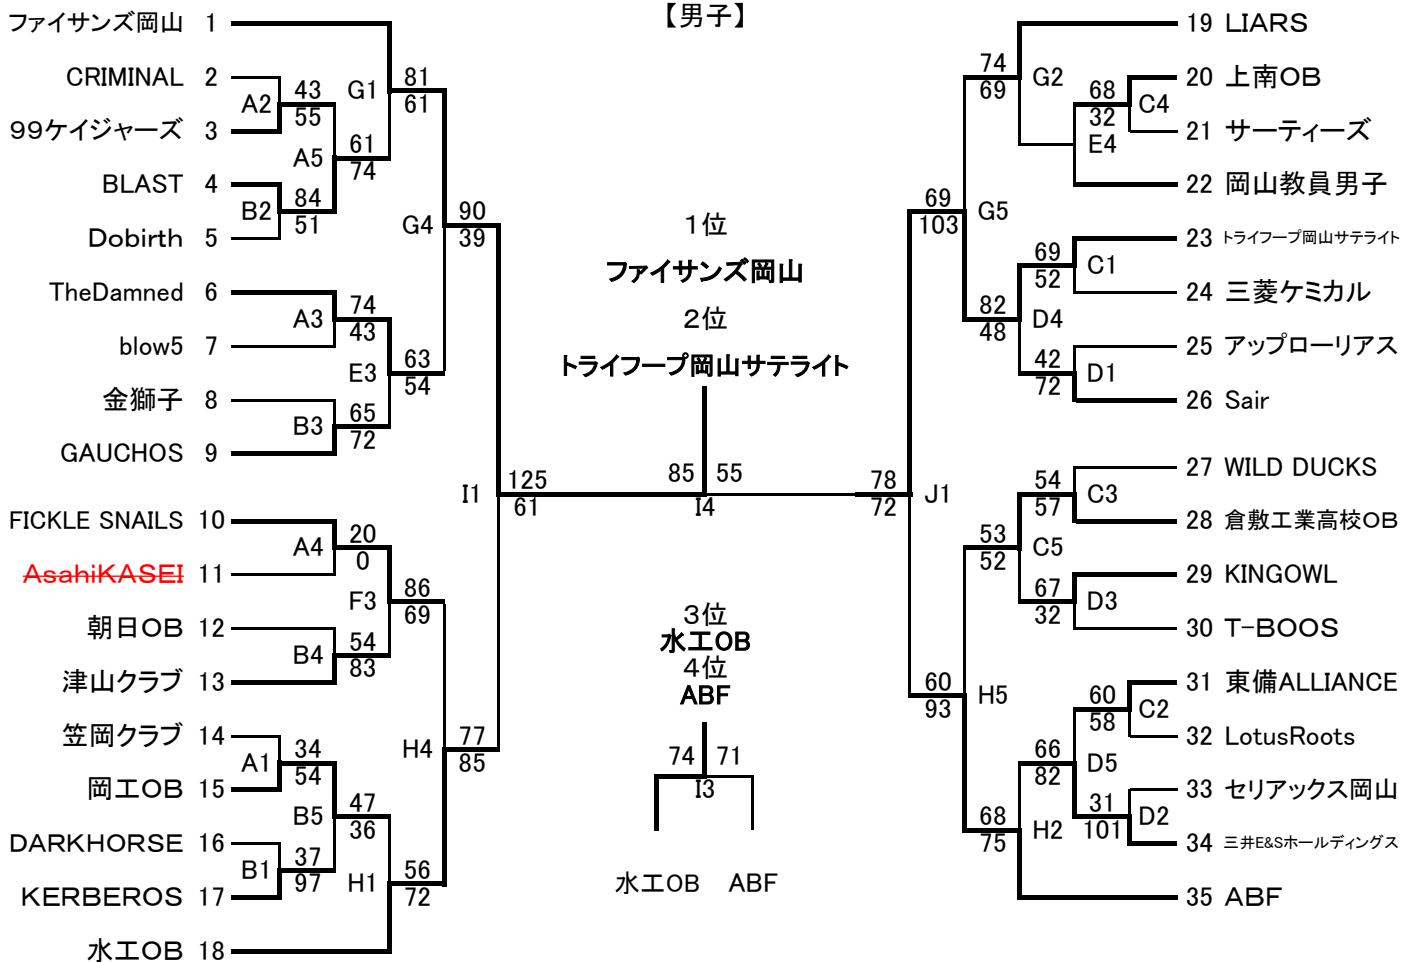 【男子】
ファイサンズ岡山 1
CRIMINAL 2
99ケイジャーズ 3
BLAST 4
Dobirth 5
TheDamned 6
blow5 7
金獅子 8
GAUCHOS 9
FICKLE SNAILS 10
AsahiKASEI 11
朝日OB 12
津山クラブ 13
笠岡クラブ 14
岡工OB 15
DARKHORSE 16
KERBEROS 17
水工OB 18
A2 43 55
B2 84 51
A5 61 74
G1 81 61
A3 74 43
B3 65 72
E3 63 54
G4 90 39
A4 20 0
B4 54 83
F3 86 69
A1 34 54
B1 37 97
B5 47 36
H1 56 72
H4 77 85
I1 125 61
1位
ファイサンズ岡山
2位
トライフープ岡山サテライト
85 55
I4
3位
水工OB
4位
ABF
74 71
I3
水工OB ABF
19 LIARS
20 上南OB
21 サーティーズ
22 岡山教員男子
23 トライフープ岡山サテライト
24 三菱ケミカル
25 アップローリアス
26 Sair
27 WILD DUCKS
28 倉敷工業高校OB
29 KINGOWL
30 T-BOOS
31 東備ALLIANCE
32 LotusRoots
33 セリアックス岡山
34 三井E&Sホールディングス
35 ABF
74 69 G2
68 32 C4
E4
69 103 G5
69 52 C1
82 48 D4
42 72 D1
78 72 J1
54 57 C3
53 52 C5
67 32 D3
60 93 H5
60 58 C2
66 82 D5
31 101 D2
68 75 H2